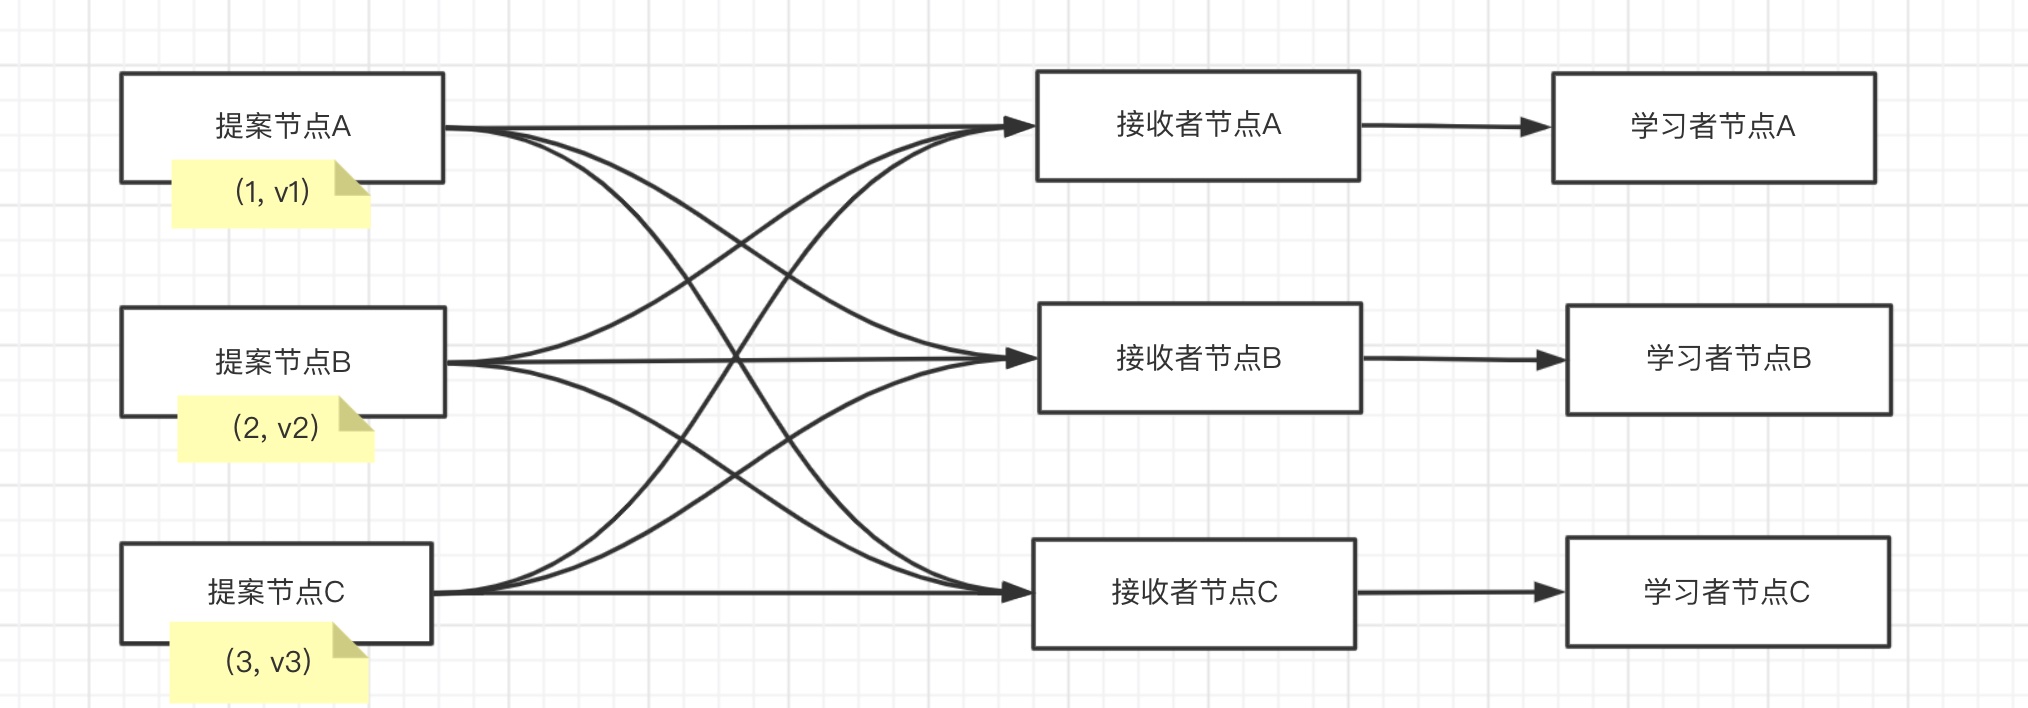 提案节点A
(1, v1)
接收者节点A
学习者节点A
提案节点B
(2, v2)
接收者节点B
学习者节点B
提案节点C
(3, v3)
接收者节点C
学习者节点C